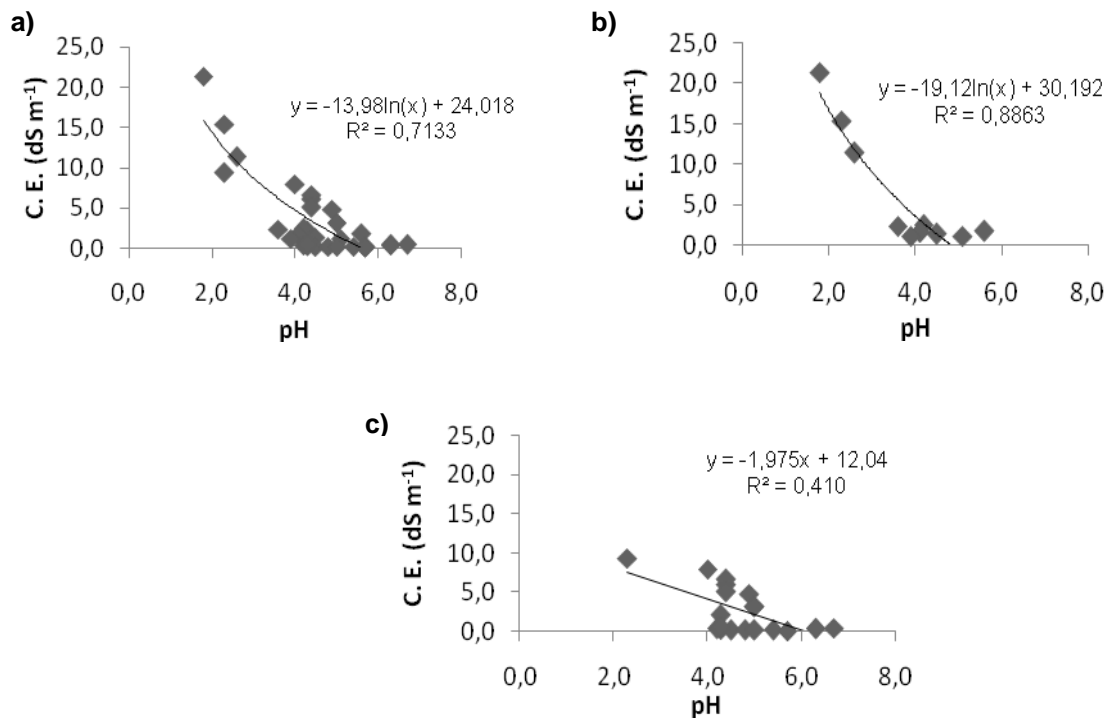 a)
25,0
20,0
15,0
10,0
5,0
0,0
C. E. (dS m⁻¹)
y = -13,98ln(x) + 24,018
R² = 0,7133
0,0 2,0 4,0 6,0 8,0
pH
b)
25,0
20,0
15,0
10,0
5,0
0,0
C. E. (dS m⁻¹)
y = -19,12ln(x) + 30,192
R² = 0,8863
0,0 2,0 4,0 6,0 8,0
pH
c)
25,0
20,0
15,0
10,0
5,0
0,0
C. E. (dS m⁻¹)
y = -1,975x + 12,04
R² = 0,410
0,0 2,0 4,0 6,0 8,0
pH